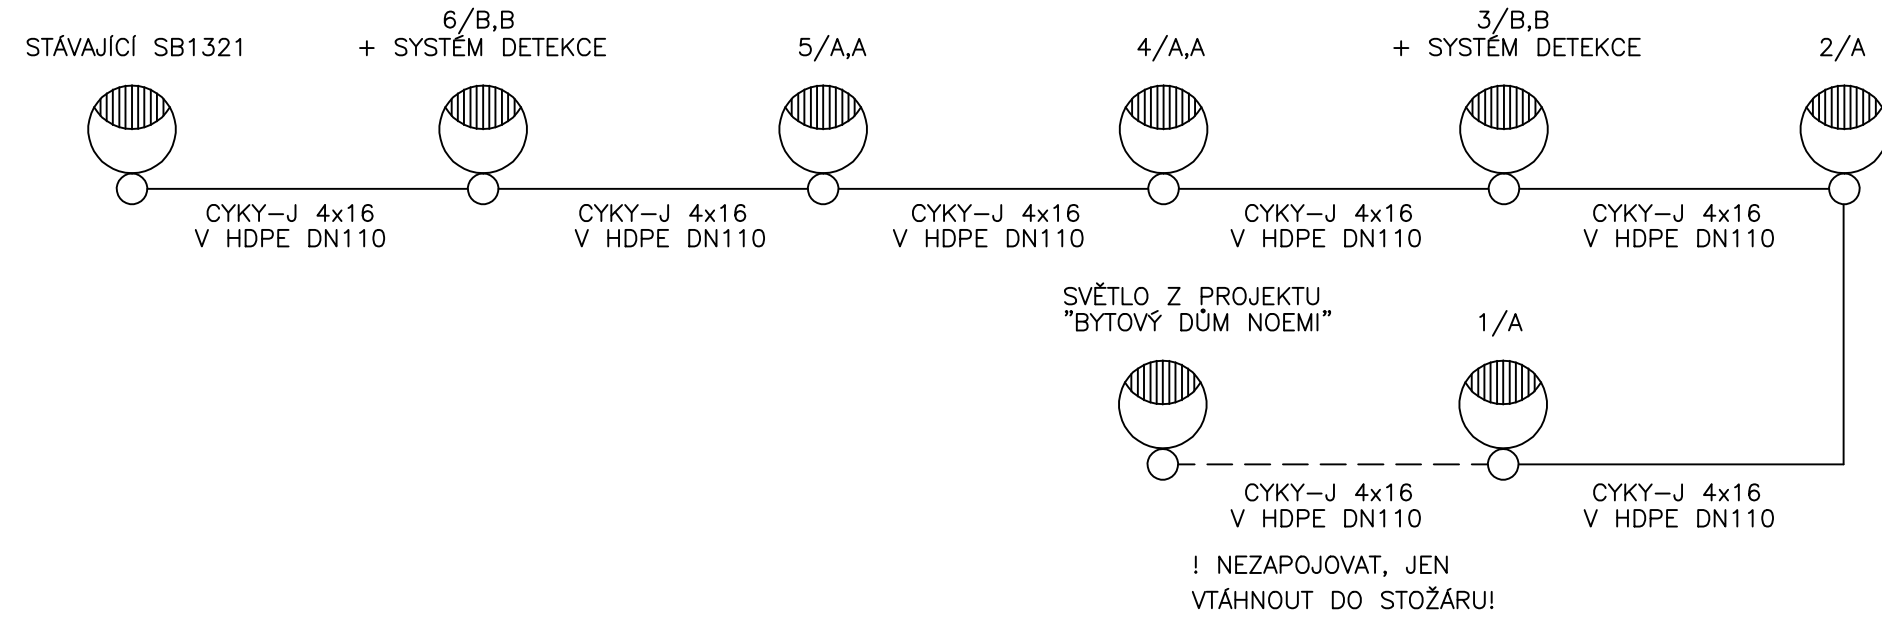 STÁVAJÍCÍ SB1321
6/B,B
+ SYSTÉM DETEKCE
5/A,A
4/A,A
3/B,B
+ SYSTÉM DETEKCE
2/A
CYKY-J 4x16
V HDPE DN110
CYKY-J 4x16
V HDPE DN110
CYKY-J 4x16
V HDPE DN110
CYKY-J 4x16
V HDPE DN110
CYKY-J 4x16
V HDPE DN110
SVĚTLO Z PROJEKTU
"BYTOVÝ DŮM NOEMI"
1/A
CYKY-J 4x16
V HDPE DN110
CYKY-J 4x16
V HDPE DN110
! NEZAPOJOVAT, JEN
VTÁHNOUT DO STOŽÁRU!